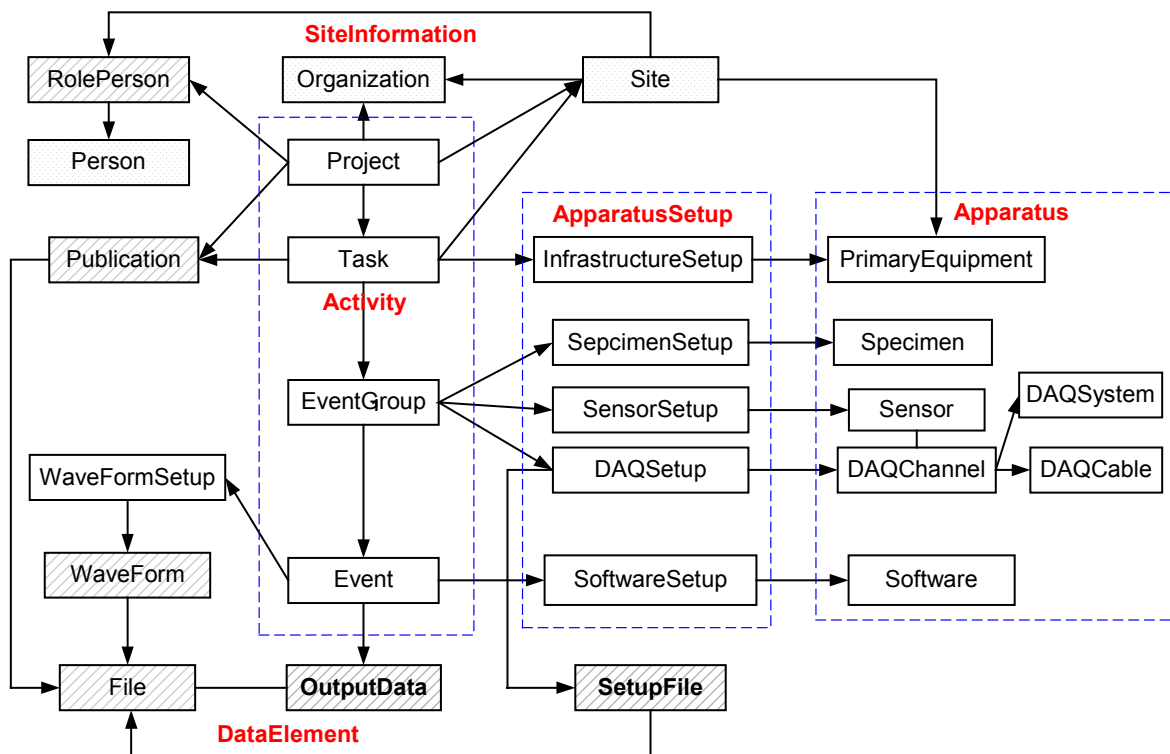 SiteInformation
RolePerson
Organization
Site
Person
Project
ApparatusSetup
Apparatus
Publication
Task
InfrastructureSetup
PrimaryEquipment
Activity
SepcimenSetup
Specimen
EventGroup
SensorSetup
Sensor
DAQSystem
WaveFormSetup
DAQSetup
DAQChannel
DAQCable
WaveForm
Event
SoftwareSetup
Software
File
OutputData
SetupFile
DataElement